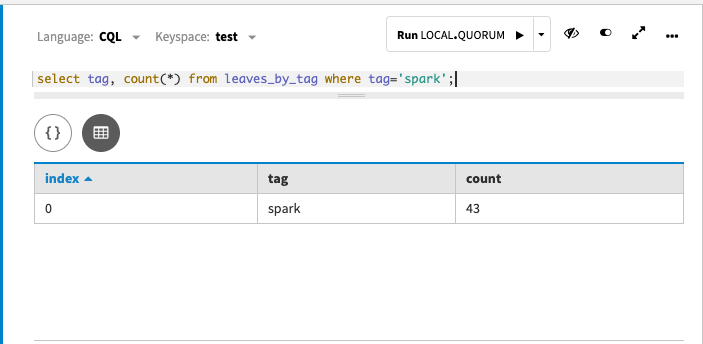 Language: CQL Keyspace: test Run LOCAL.QUORUM
select tag, count(*) from leaves_by_tag where tag='spark';
{}
index tag count
0 spark 43